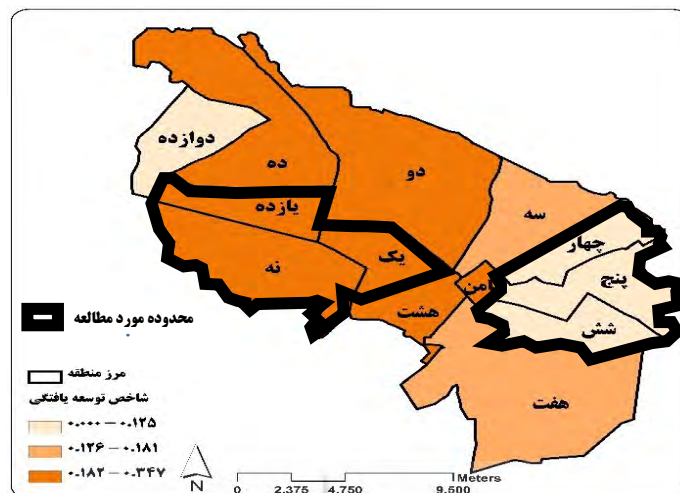 دوازده
ده
دو
سه
یازده
چهار
یک
نه
پنج
ثامن
هشت
شش
هفت
محدوده مورد مطالعه
مرز منطقه
شاخص توسعه یافتگی
۰.۰۰۰ – ۰.۱۲۵
۰.۱۲۶ – ۰.۱۸۱
۰.۱۸۲ – ۰.۳۴۷
N
Meters
0 2.375 4.750 9.500